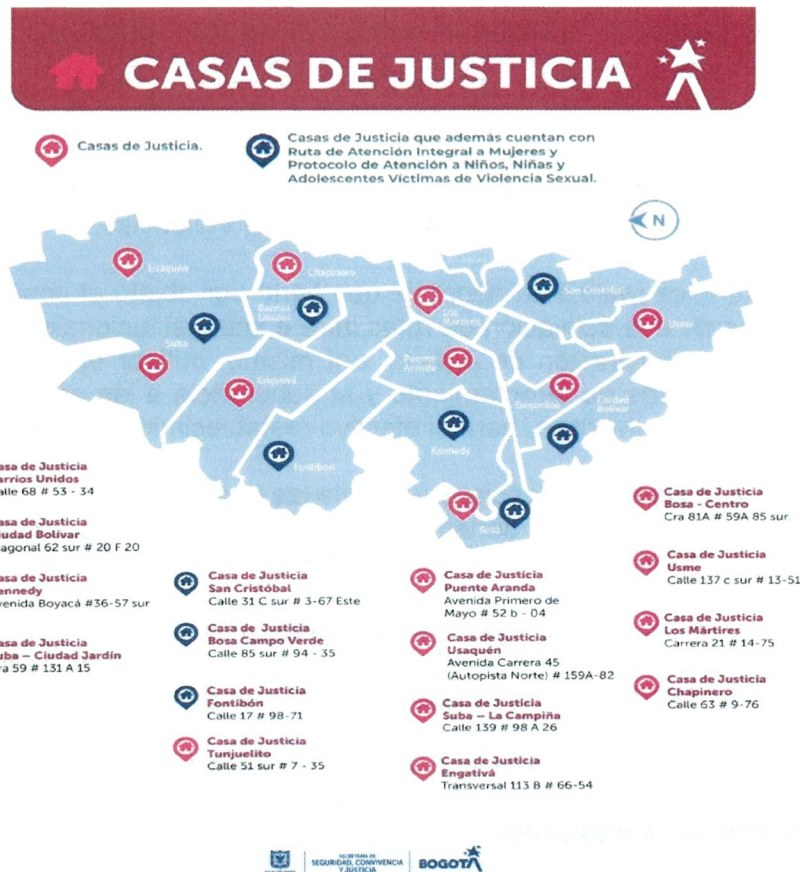 CASAS DE JUSTICIA
Casas de Justicia.
Casas de Justicia que además cuentan con
Ruta de Atención Integral a Mujeres y
Protocolo de Atención a Niños, Niñas y
Adolescentes Víctimas de Violencia Sexual.
N
Usaquén
Chapinero
San Cristóbal
Barrios
Unidos
Los
Mártires
Usme
Suba
Puente
Aranda
Engativá
Tunjuelito
Ciudad
Bolívar
Kennedy
Fontibón
Bosa
asa de Justicia
arrios Unidos
alle 68 # 53 - 34
asa de Justicia
iudad Bolívar
iagonal 62 sur # 20 F 20
asa de Justicia
ennedy
venida Boyacá #36-57 sur
asa de Justicia
uba – Ciudad Jardín
ra 59 # 131 A 15
Casa de Justicia
San Cristóbal
Calle 31 C sur # 3-67 Este
Casa de Justicia
Bosa Campo Verde
Calle 85 sur # 94 - 35
Casa de Justicia
Fontibón
Calle 17 # 98-71
Casa de Justicia
Tunjuelito
Calle 51 sur # 7 - 35
Casa de Justicia
Puente Aranda
Avenida Primero de
Mayo # 52 b - 04
Casa de Justicia
Usaquén
Avenida Carrera 45
(Autopista Norte) # 159A-82
Casa de Justicia
Suba – La Campiña
Calle 139 # 98 A 26
Casa de Justicia
Engativá
Transversal 113 B # 66-54
Casa de Justicia
Bosa - Centro
Cra 81A # 59A 85 sur
Casa de Justicia
Usme
Calle 137 c sur # 13-51
Casa de Justicia
Los Mártires
Carrera 21 # 14-75
Casa de Justicia
Chapinero
Calle 63 # 9-76
SECRETARÍA DE
SEGURIDAD, CONVIVENCIA
Y JUSTICIA
BOGOTÁ